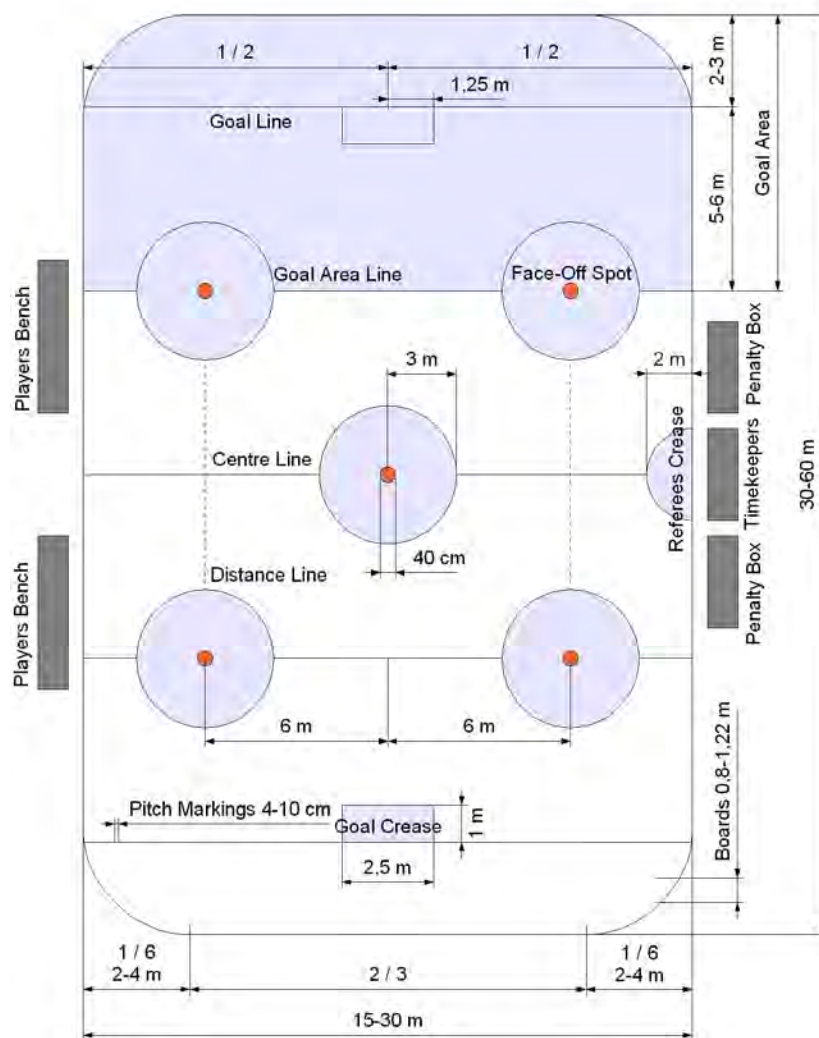 1 / 2
1 / 2
2-3 m
1,25 m
Goal Line
Goal Area
5-6 m
Goal Area Line
Face-Off Spot
Players Bench
Penalty Box
3 m
2 m
Centre Line
Referees Crease
Timekeepers
30-60 m
40 cm
Distance Line
Players Bench
Penalty Box
6 m
6 m
Boards 0,8-1,22 m
Pitch Markings 4-10 cm
Goal Crease
1 m
2,5 m
1 / 6
2-4 m
2 / 3
1 / 6
2-4 m
15-30 m